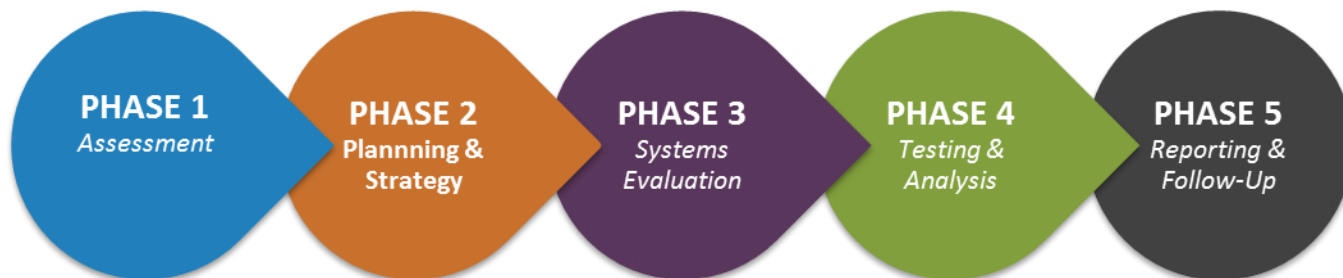 PHASE 1
Assessment
PHASE 2
Plannning &
Strategy
PHASE 3
Systems
Evaluation
PHASE 4
Testing &
Analysis
PHASE 5
Reporting &
Follow-Up